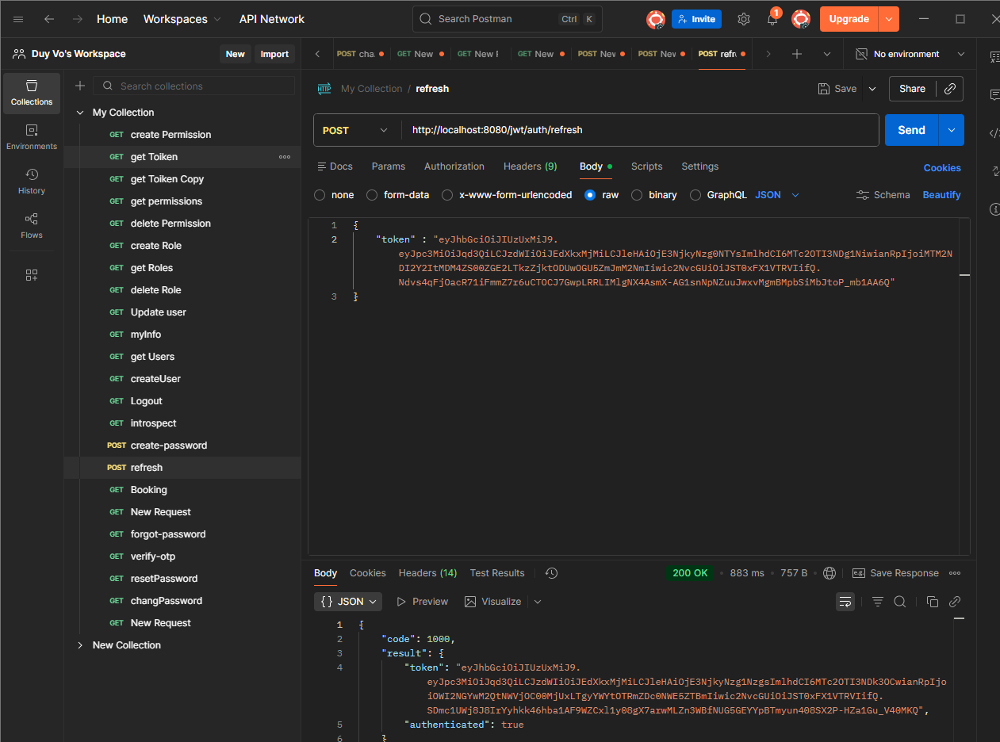 Home Workspaces API Network Search Postman Ctrl K Invite 1 Upgrade
Duy Vo's Workspace New Import
POST cha. GET New GET New F GET New POST Nev POST Nev POST refr No environment
Collections
Environments
History
Flows
Search collections
My Collection
GET create Permission
GET get Toiken
GET get Toiken Copy
GET get permissions
GET delete Permission
GET create Role
GET get Roles
GET delete Role
GET Update user
GET myInfo
GET get Users
GET createUser
GET Logout
GET introspect
POST create-password
POST refresh
GET Booking
GET New Request
GET forgot-password
GET verify-otp
GET resetPassword
GET changPassword
GET New Request
New Collection
HTTP My Collection / refresh Save Share
POST http://localhost:8080/jwt/auth/refresh Send
Docs Params Authorization Headers (9) Body Scripts Settings Cookies
none form-data x-www-form-urlencoded raw binary GraphQL JSON Schema Beautify
1 {
2 "token" : "eyJhbGciOiJIUzUxMiJ9.
eyJpc3MiOiJqd3QiLCJzdWIiOiJEdXkxMjMiLCJleHAiOjE3NjkyNzg0NTYsImlhdCI6MTc2OTI3NDg1NiwianRpIjoiMTM2N
DI2Y2ItMDM4ZS00ZGE2LTkzZjktODUwOGU5ZmJmM2NmIiwic2NvcGUiOiJST0xFX1VTRVIifQ.
Ndvs4qFjOacR71iFmmZ7r6uCTOCJ7GwpLRRLIMlgNX4AsmX-AG1snNpNZuuJwxvMgmBMpbSiMbJtoP_mb1AA6Q"
3 }
Body Cookies Headers (14) Test Results 200 OK 883 ms 757 B e.g. Save Response
{} JSON Preview Visualize
1 {
2 "code": 1000,
3 "result": {
4 "token": "eyJhbGciOiJIUzUxMiJ9.
eyJpc3MiOiJqd3QiLCJzdWIiOiJEdXkxMjMiLCJleHAiOjE3NjkyNzg1NzgsImlhdCI6MTc2OTI3NDk3OCwianRpIjo
iOWI2NGYwM2QtNWVjOC00MjUxLTgyYWYtOTRmZDc0NWE5ZTBmIiwic2NvcGUiOiJST0xFX1VTRVIifQ.
SDmc1UWj8J8IrYyhkk46hba1AF9WZCxl1y08gX7arwMLZn3WBfNUG5GEYYpBTmyun408SX2P-HZa1Gu_V40MKQ",
5 "authenticated": true
6 }